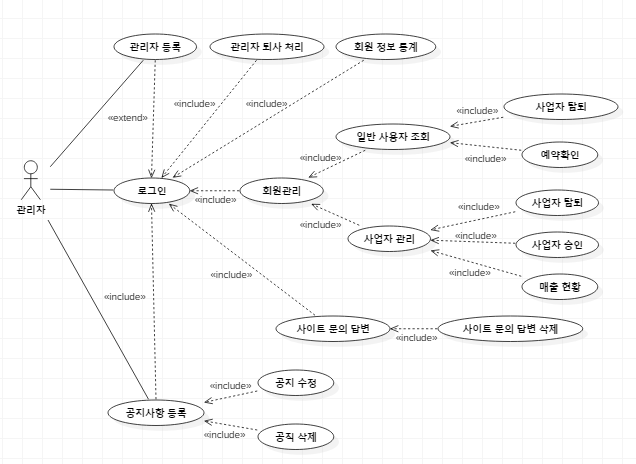 관리자 등록
관리자 퇴사 처리
회원 정보 통계
«include»
«include»
«extend»
사업자 탈퇴
«include»
일반 사용자 조회
«include»
예약확인
«include»
로그인
회원관리
«include»
관리자
사업자 탈퇴
«include»
«include»
사업자 관리
«include»
사업자 승인
«include»
매출 현황
«include»
«include»
사이트 문의 답변
사이트 문의 답변 삭제
«include»
공지 수정
«include»
공지사항 등록
«include»
공직 삭제